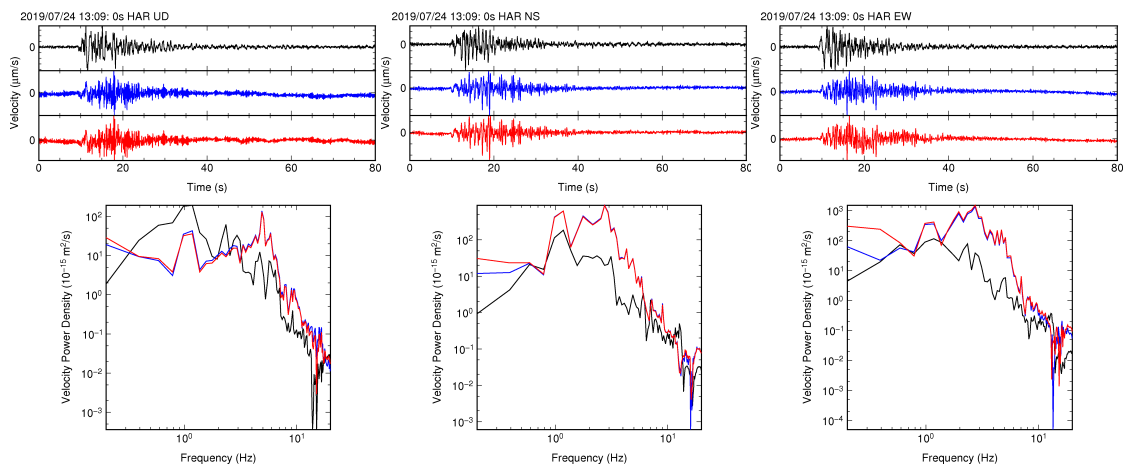 2019/07/24 13:09: 0s HAR UD
2019/07/24 13:09: 0s HAR NS
2019/07/24 13:09: 0s HAR EW
Velocity (μm/s)
0
0
0
0 20 40 60 80
Time (s)
Velocity (μm/s)
0
0
0
0 20 40 60 80
Time (s)
Velocity (μm/s)
0
0
0
0 20 40 60 80
Time (s)
Velocity Power Density (10⁻¹⁵ m²/s)
10²
10¹
10⁰
10⁻¹
10⁻²
10⁻³
10⁰ 10¹
Frequency (Hz)
Velocity Power Density (10⁻¹⁵ m²/s)
10²
10¹
10⁰
10⁻¹
10⁻²
10⁻³
10⁰ 10¹
Frequency (Hz)
Velocity Power Density (10⁻¹⁵ m²/s)
10³
10²
10¹
10⁰
10⁻¹
10⁻²
10⁻³
10⁻⁴
10⁰ 10¹
Frequency (Hz)